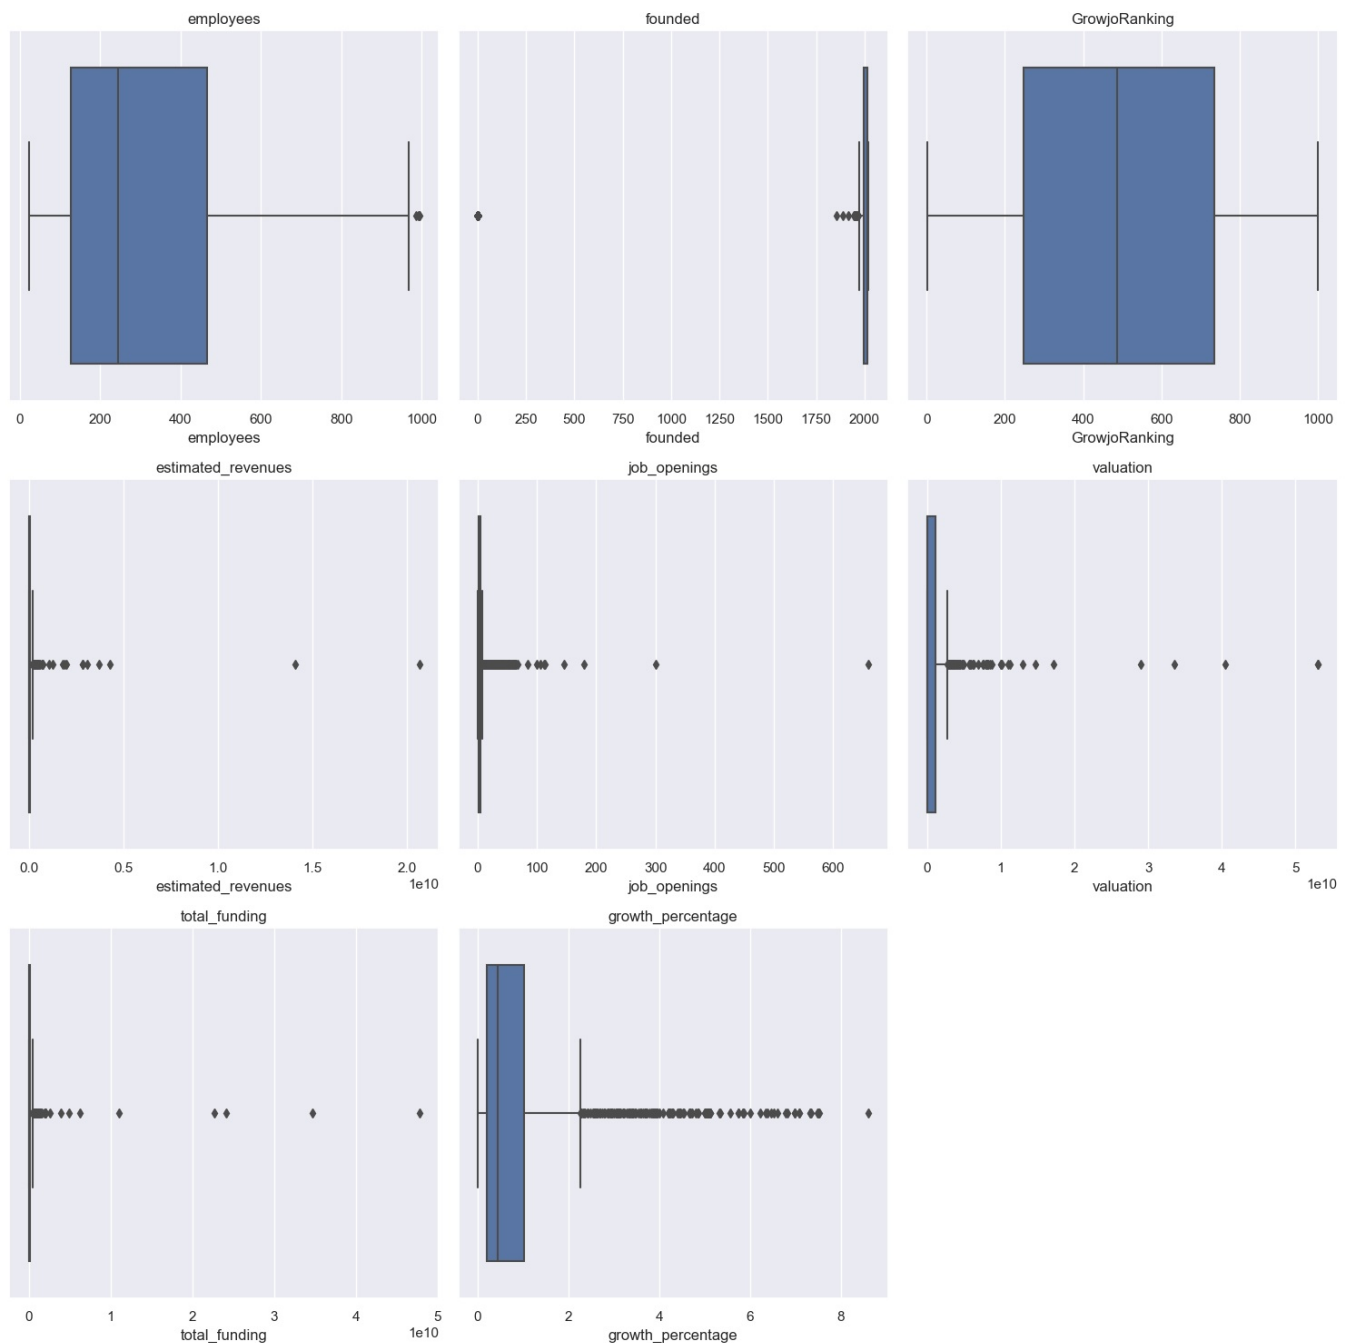 employees founded GrowjoRanking
0 200 400 600 800 1000 0 250 500 750 1000 1250 1500 1750 2000 0 200 400 600 800 1000
employees founded GrowjoRanking
estimated_revenues job_openings valuation
0.0 0.5 1.0 1.5 2.0 0 100 200 300 400 500 600 0 1 2 3 4 5
estimated_revenues 1e10 job_openings valuation 1e10
total_funding growth_percentage
0 1 2 3 4 5 0 2 4 6 8
total_funding 1e10 growth_percentage